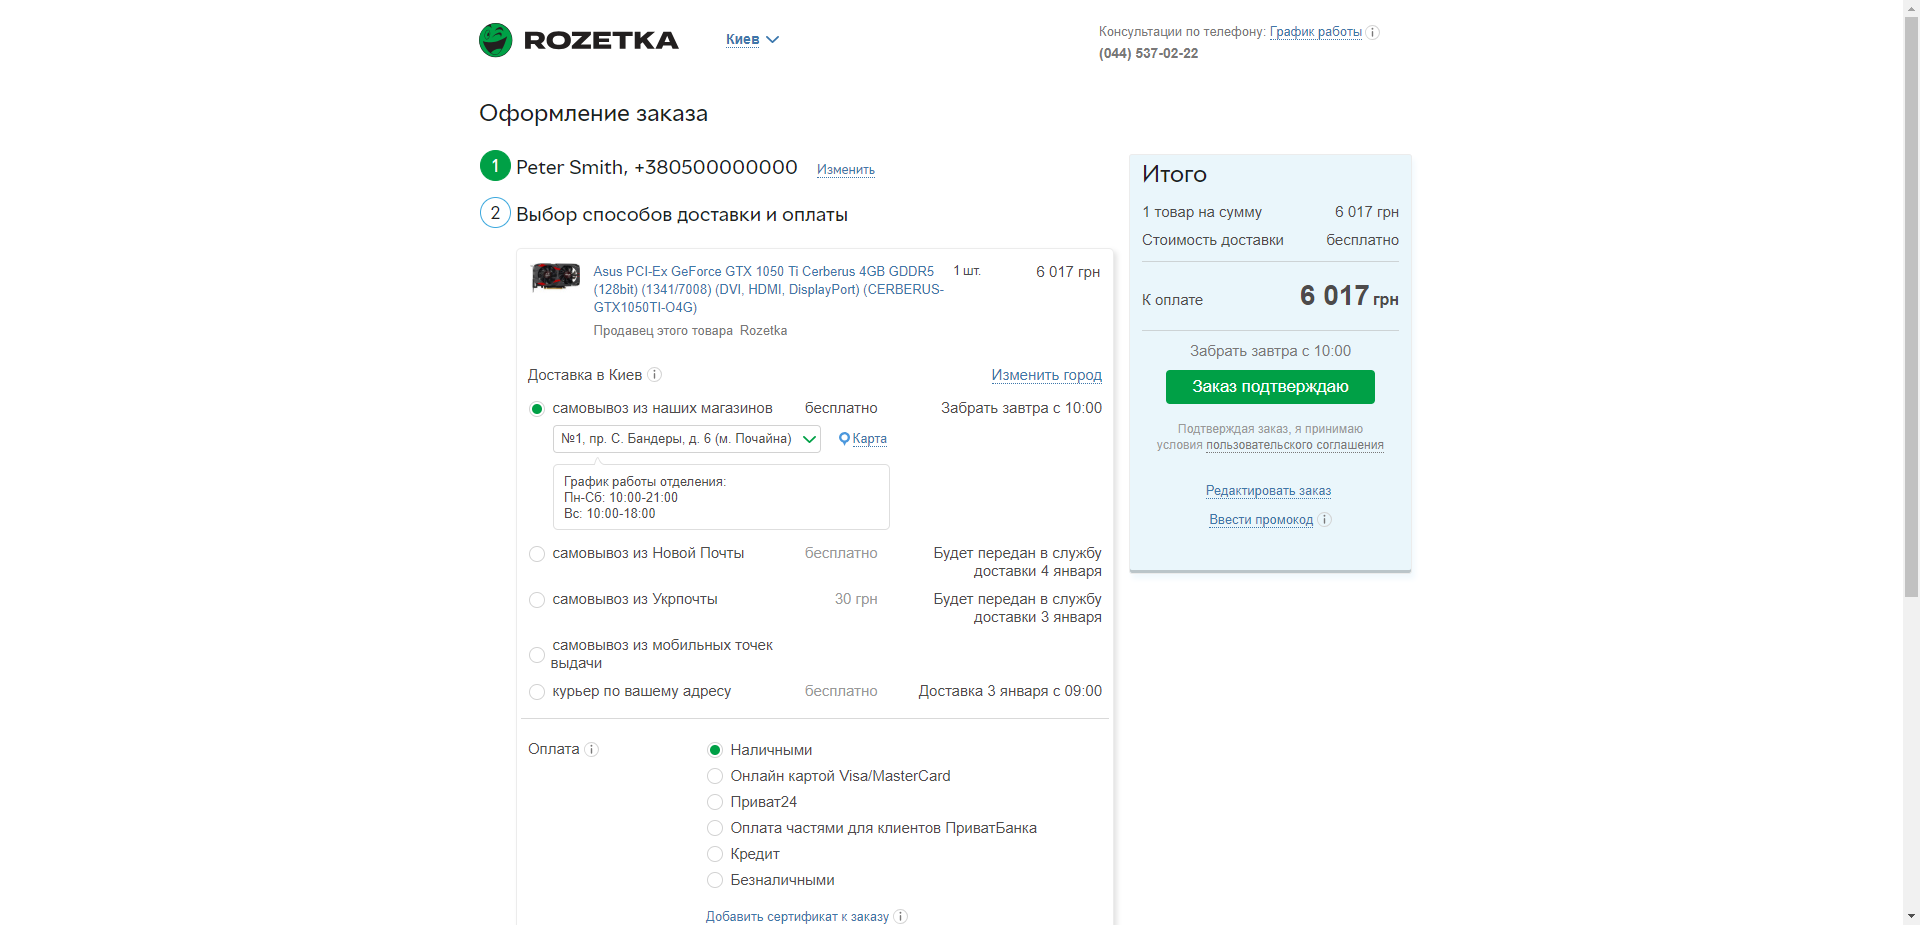 ROZETKA
Киев
Консультации по телефону: График работы
(044) 537-02-22
Оформление заказа
1 Peter Smith, +380500000000 Изменить
2 Выбор способов доставки и оплаты
Asus PCI-Ex GeForce GTX 1050 Ti Cerberus 4GB GDDR5 1 шт. 6 017 грн
(128bit) (1341/7008) (DVI, HDMI, DisplayPort) (CERBERUS-
GTX1050TI-O4G)
Продавец этого товара Rozetka
Доставка в Киев i Изменить город
самовывоз из наших магазинов бесплатно Забрать завтра с 10:00
№1, пр. С. Бандеры, д. 6 (м. Почайна) Карта
График работы отделения:
Пн-Сб: 10:00-21:00
Вс: 10:00-18:00
самовывоз из Новой Почты бесплатно Будет передан в службу
доставки 4 января
самовывоз из Укрпочты 30 грн Будет передан в службу
доставки 3 января
самовывоз из мобильных точек
выдачи
курьер по вашему адресу бесплатно Доставка 3 января с 09:00
Оплата i
Наличными
Онлайн картой Visa/MasterCard
Приват24
Оплата частями для клиентов ПриватБанка
Кредит
Безналичными
Добавить сертификат к заказу i
Итого
1 товар на сумму 6 017 грн
Стоимость доставки бесплатно
К оплате 6 017 грн
Забрать завтра с 10:00
Заказ подтверждаю
Подтверждая заказ, я принимаю
условия пользовательского соглашения
Редактировать заказ
Ввести промокод i